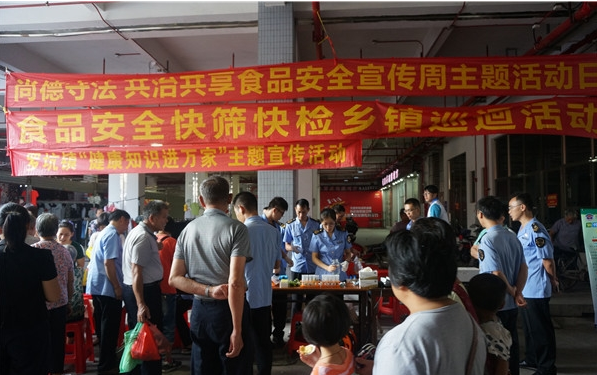 尚德守法 共治共享食品安全宣传周主题活动日
食品安全快筛快检乡镇巡迴活动
罗坑镇"健康知识进万家"主题宣传活动